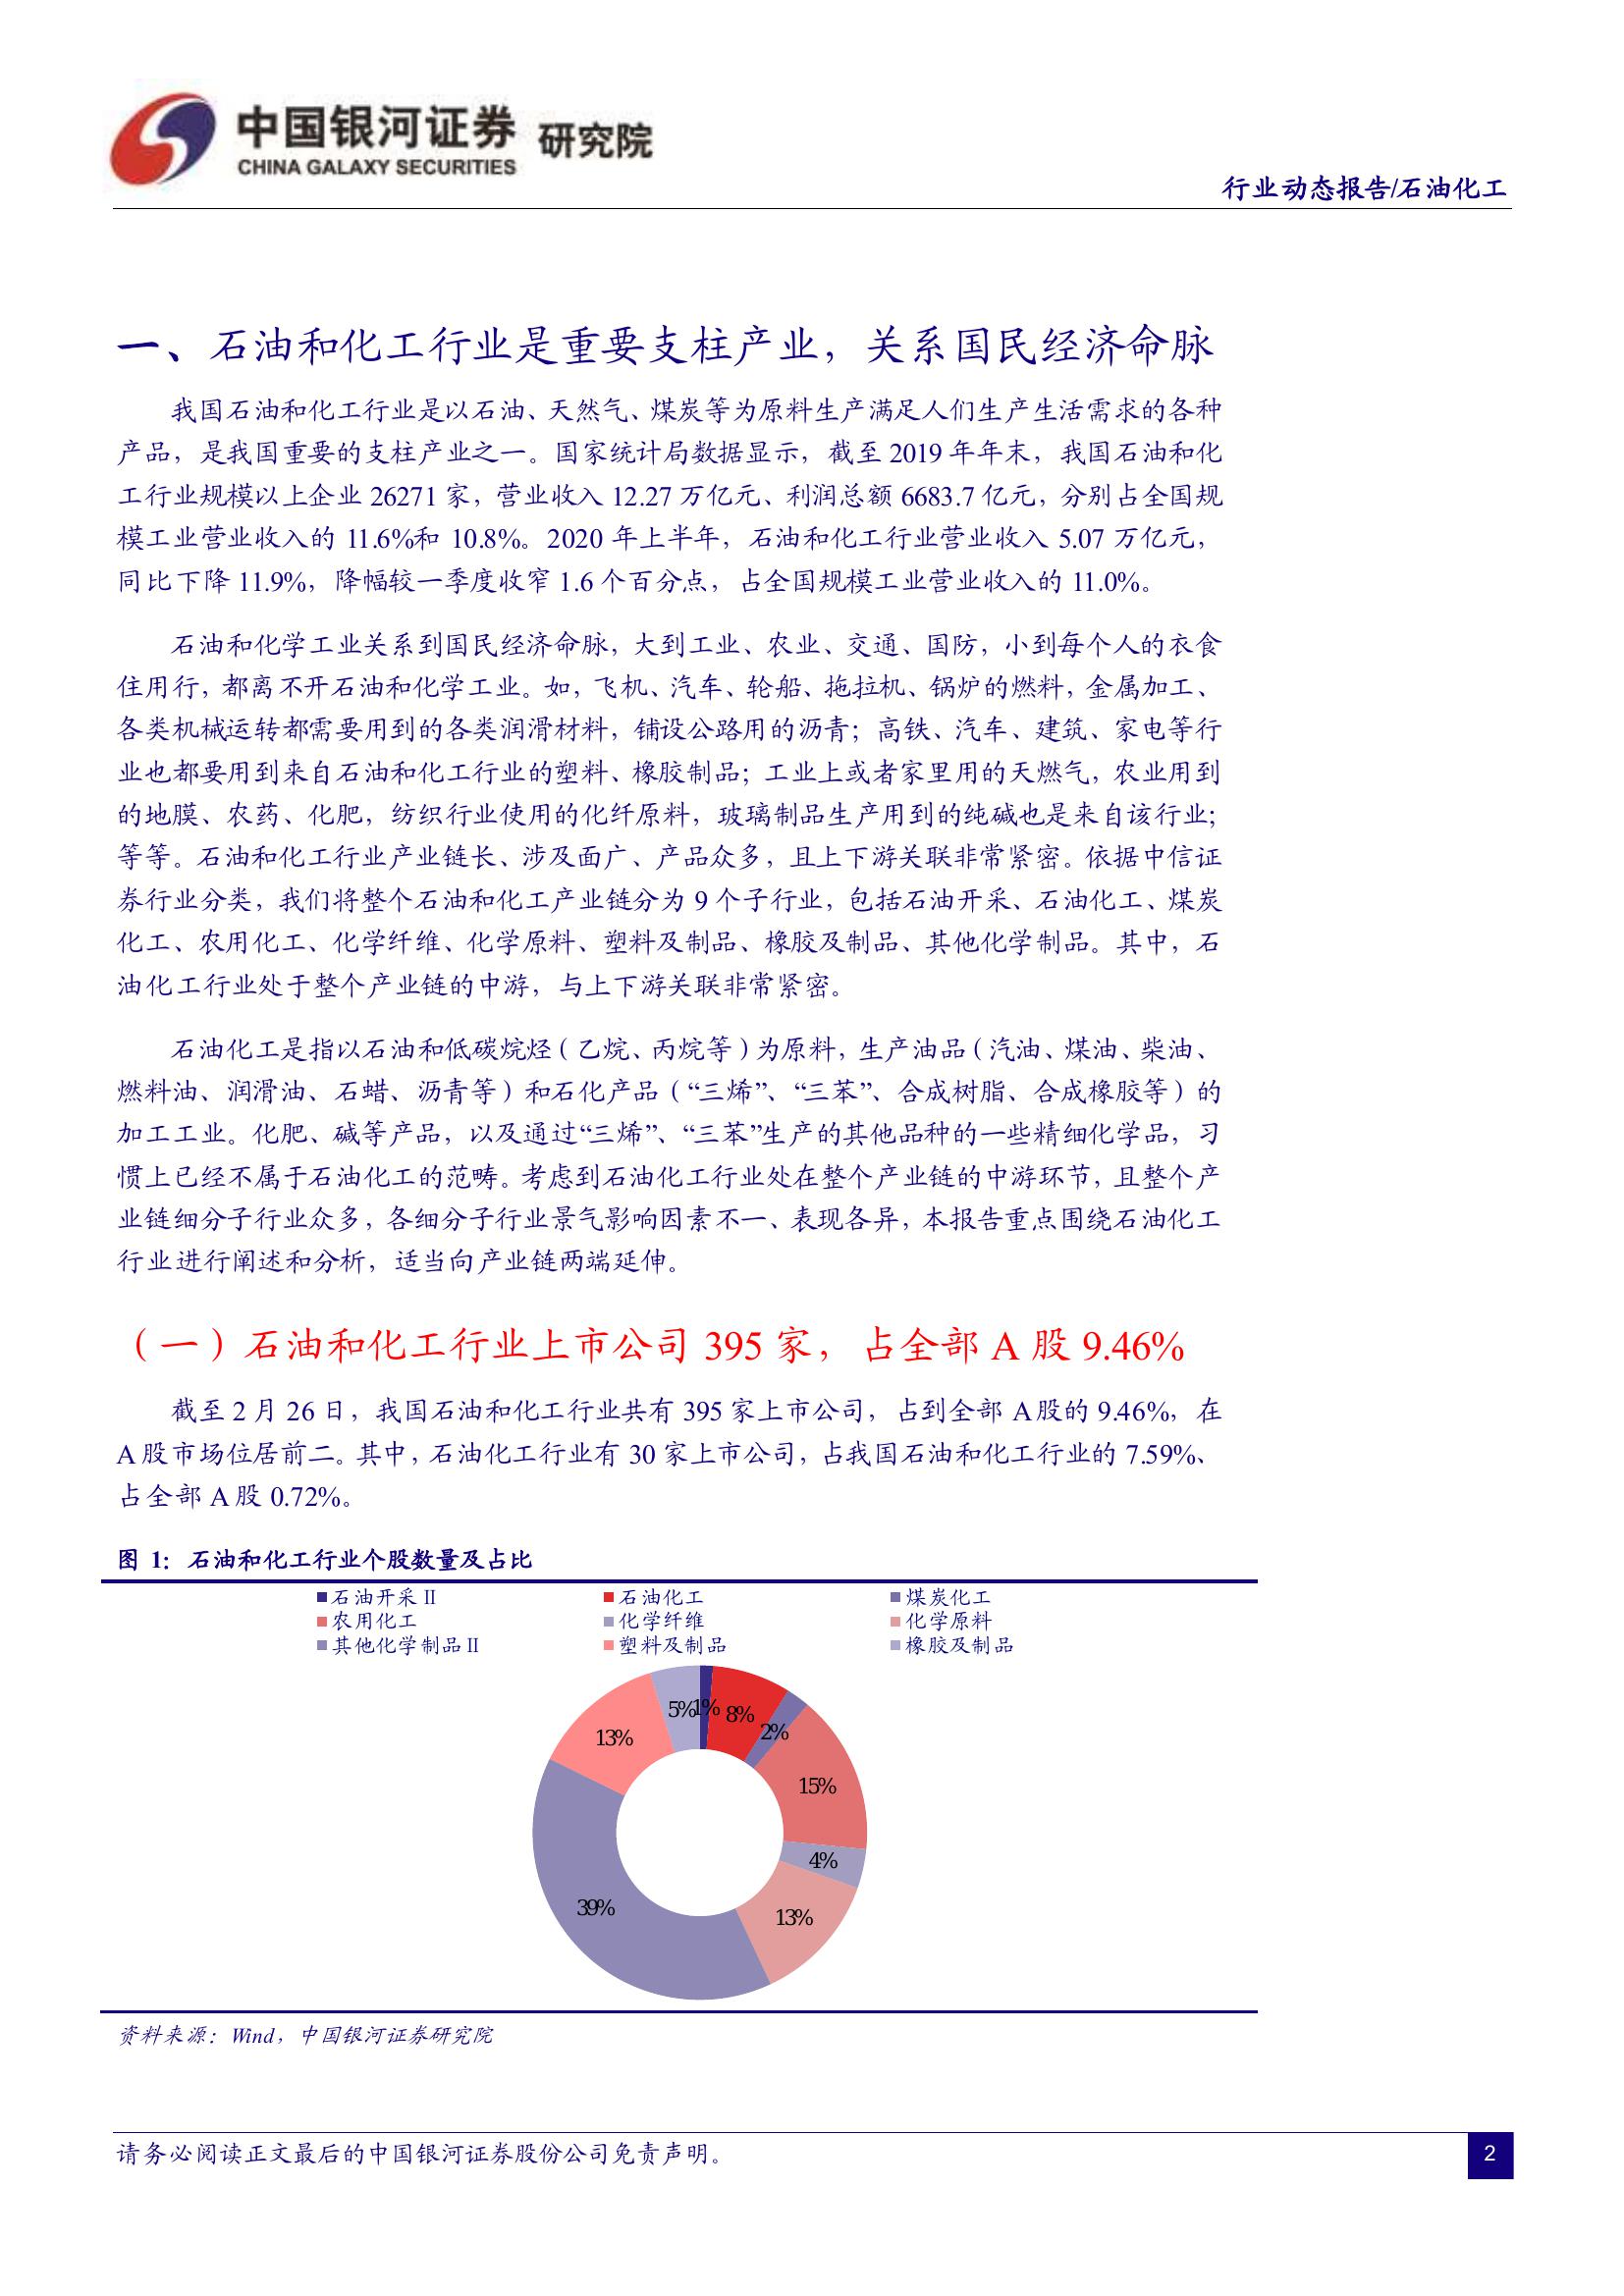 中国银河证券 研究院
CHINA GALAXY SECURITIES
行业动态报告/石油化工
一、石油和化工行业是重要支柱产业，关系国民经济命脉
我国石油和化工行业是以石油、天然气、煤炭等为原料生产满足人们生产生活需求的各种
产品，是我国重要的支柱产业之一。国家统计局数据显示，截至 2019 年年末，我国石油和化
工行业规模以上企业 26271 家，营业收入 12.27 万亿元、利润总额 6683.7 亿元，分别占全国规
模工业营业收入的 11.6%和 10.8%。2020 年上半年，石油和化工行业营业收入 5.07 万亿元，
同比下降 11.9%，降幅较一季度收窄 1.6 个百分点，占全国规模工业营业收入的 11.0%。
石油和化学工业关系到国民经济命脉，大到工业、农业、交通、国防，小到每个人的衣食
住用行，都离不开石油和化学工业。如，飞机、汽车、轮船、拖拉机、锅炉的燃料，金属加工、
各类机械运转都需要用到的各类润滑材料，铺设公路用的沥青；高铁、汽车、建筑、家电等行
业也都要用到来自石油和化工行业的塑料、橡胶制品；工业上或者家里用的天燃气，农业用到
的地膜、农药、化肥，纺织行业使用的化纤原料，玻璃制品生产用到的纯碱也是来自该行业；
等等。石油和化工行业产业链长、涉及面广、产品众多，且上下游关联非常紧密。依据中信证
券行业分类，我们将整个石油和化工产业链分为 9 个子行业，包括石油开采、石油化工、煤炭
化工、农用化工、化学纤维、化学原料、塑料及制品、橡胶及制品、其他化学制品。其中，石
油化工行业处于整个产业链的中游，与上下游关联非常紧密。
石油化工是指以石油和低碳烷烃（乙烷、丙烷等）为原料，生产油品（汽油、煤油、柴油、
燃料油、润滑油、石蜡、沥青等）和石化产品（“三烯”、“三苯”、合成树脂、合成橡胶等）的
加工工业。化肥、碱等产品，以及通过“三烯”、“三苯”生产的其他品种的一些精细化学品，习
惯上已经不属于石油化工的范畴。考虑到石油化工行业处在整个产业链的中游环节，且整个产
业链细分子行业众多，各细分子行业景气影响因素不一、表现各异，本报告重点围绕石油化工
行业进行阐述和分析，适当向产业链两端延伸。
（一）石油和化工行业上市公司 395 家，占全部 A 股 9.46%
截至 2 月 26 日，我国石油和化工行业共有 395 家上市公司，占到全部 A 股的 9.46%，在
A 股市场位居前二。其中，石油化工行业有 30 家上市公司，占我国石油和化工行业的 7.59%、
占全部 A 股 0.72%。
图 1：石油和化工行业个股数量及占比
石油开采Ⅱ 石油化工 煤炭化工
农用化工 化学纤维 化学原料
其他化学制品Ⅱ 塑料及制品 橡胶及制品
5% 1% 8%
2%
13%
15%
4%
39%
13%
资料来源：Wind，中国银河证券研究院
请务必阅读正文最后的中国银河证券股份公司免责声明。
2